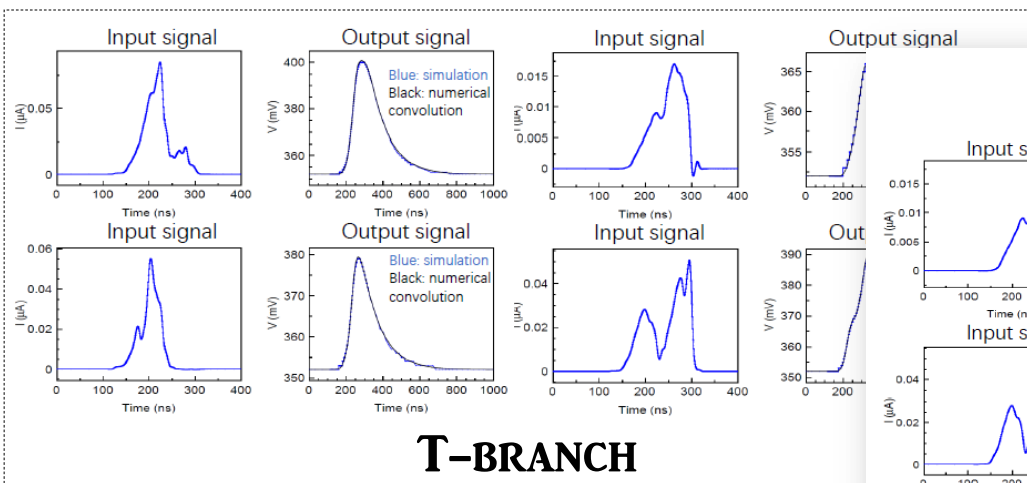 Input signal
Output signal
Input signal
Output signal
0.05
0
I (μA)
0 100 200 300 400
Time (ns)
400
380
360
V (mV)
Blue: simulation
Black: numerical
convolution
0 200 400 600 800 1000
Time (ns)
0.015
0.01
0.005
0
I (μA)
0 100 200 300 400
Time (ns)
365
360
355
V (mV)
0 200
Input s
0.015
0.01
0.005
0
I (μA)
0 100 200
Time (n
Input signal
Output signal
Input signal
Out
0.06
0.04
0.02
0
I (μA)
0 100 200 300 400
Time (ns)
380
370
360
350
V (mV)
Blue: simulation
Black: numerical
convolution
0 200 400 600 800 1000
Time (ns)
0.04
0.02
0
I (μA)
0 100 200 300 400
Time (ns)
390
380
370
360
350
V (mV)
0 200
Input s
0.04
0.02
0
I (μA)
0 100 200
T-BRANCH